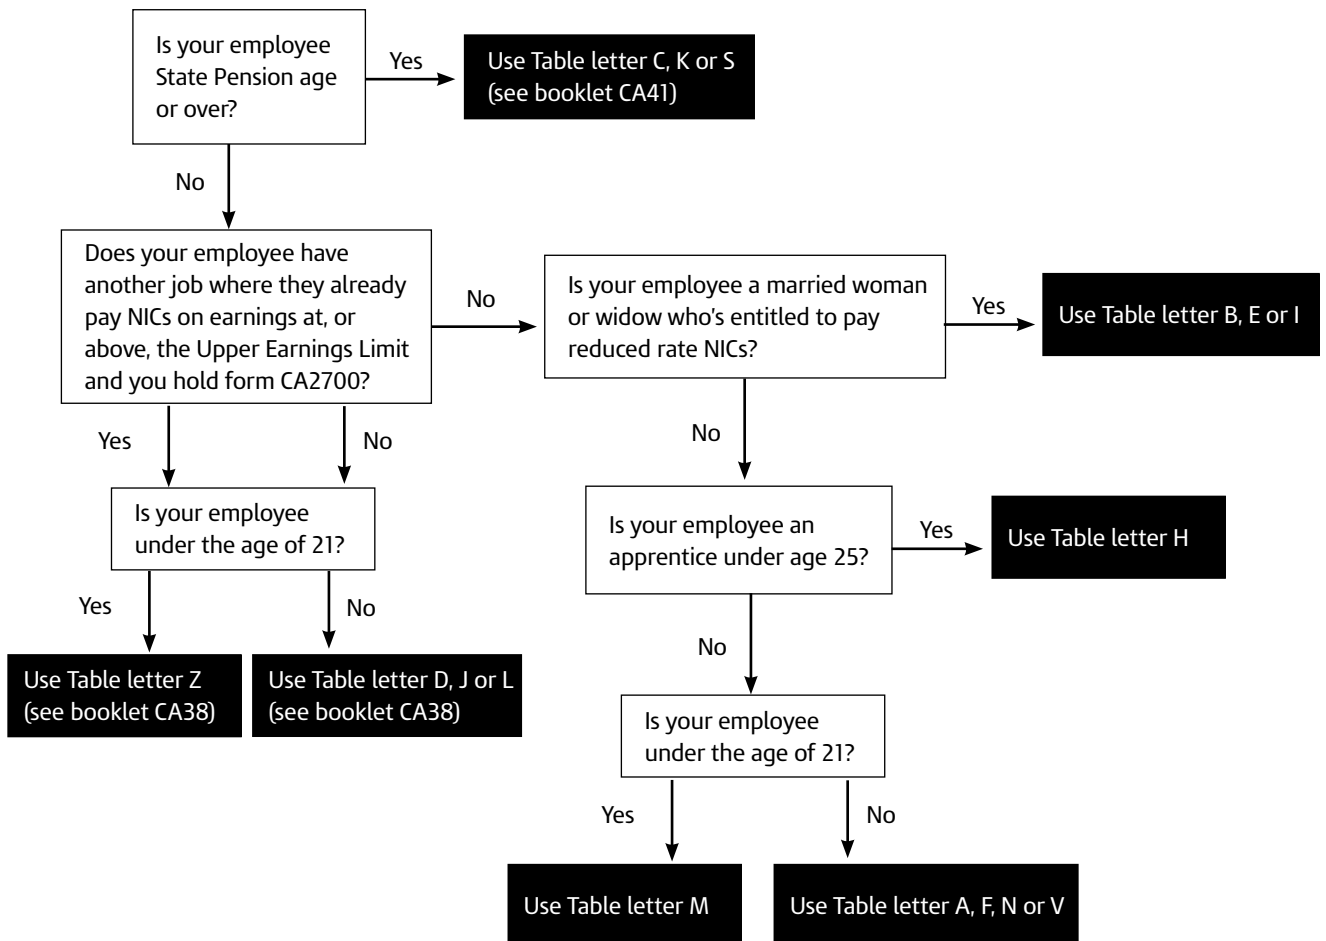 Is your employee
State Pension age
or over?
Yes
Use Table letter C, K or S
(see booklet CA41)
No
Does your employee have
another job where they already
pay NICs on earnings at, or
above, the Upper Earnings Limit
and you hold form CA2700?
No
Is your employee a married woman
or widow who's entitled to pay
reduced rate NICs?
Yes
Use Table letter B, E or I
Yes
No
No
Is your employee
under the age of 21?
Is your employee an
apprentice under age 25?
Yes
Use Table letter H
Yes
No
No
Use Table letter Z
(see booklet CA38)
Use Table letter D, J or L
(see booklet CA38)
Is your employee
under the age of 21?
Yes
No
Use Table letter M
Use Table letter A, F, N or V